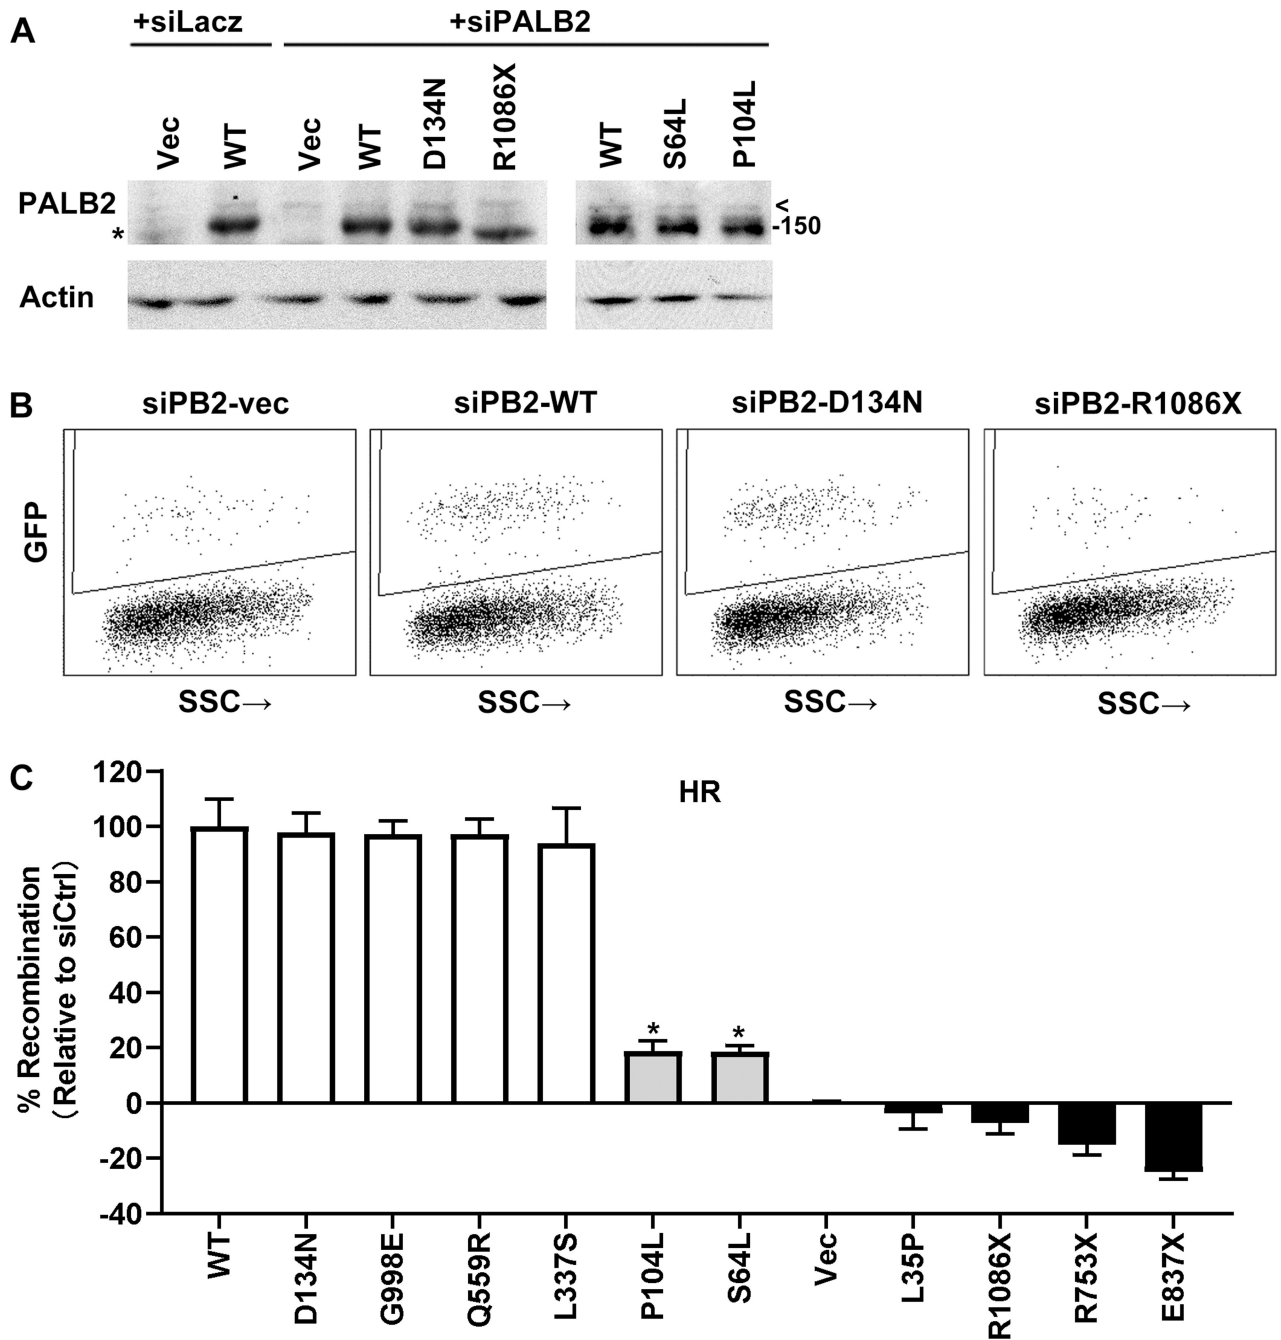 A
+siLacz +siPALB2
Vec WT Vec WT D134N R1086X WT S64L P104L
PALB2
<
*
-150
Actin
B
siPB2-vec siPB2-WT siPB2-D134N siPB2-R1086X
GFP
SSC→ SSC→ SSC→ SSC→
C
HR
% Recombination
(Relative to siCtrl)
120
100
80
60
40
20
0
-20
-40
* *
WT D134N G998E Q559R L337S P104L S64L Vec L35P R1086X R753X E837X